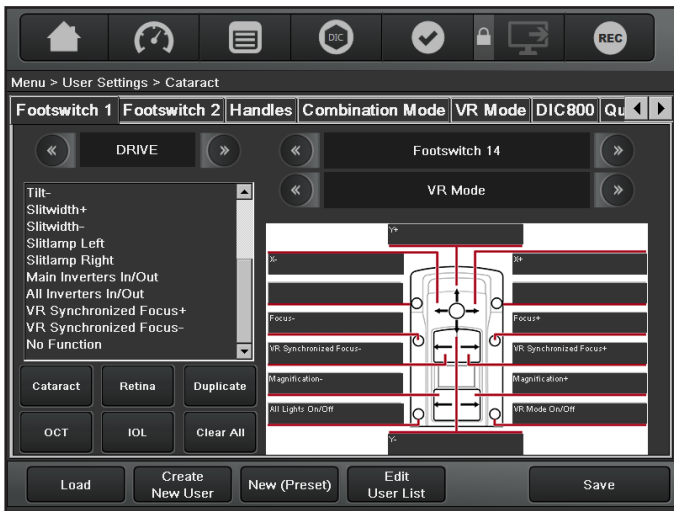 DIC
REC
Menu > User Settings > Cataract
Footswitch 1 Footswitch 2 Handles Combination Mode VR Mode DIC800 Qu
DRIVE
Footswitch 14
VR Mode
Tilt-
Slitwidth+
Slitwidth-
Slitlamp Left
Slitlamp Right
Main Inverters In/Out
All Inverters In/Out
VR Synchronized Focus+
VR Synchronized Focus-
No Function
Y+
X-
X+
Focus-
Focus+
VR Synchronized Focus-
VR Synchronized Focus+
Magnification-
Magnification+
All Lights On/Off
VR Mode On/Off
Y-
Cataract Retina Duplicate
OCT IOL Clear All
Load
Create
New User
New (Preset)
Edit
User List
Save